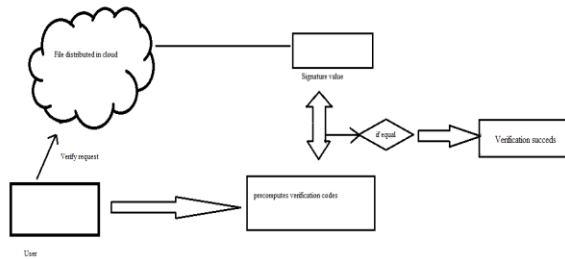 File distributed in cloud
Signature value
if equal
Verification succeds
Verify request
precomputes verification codes
User